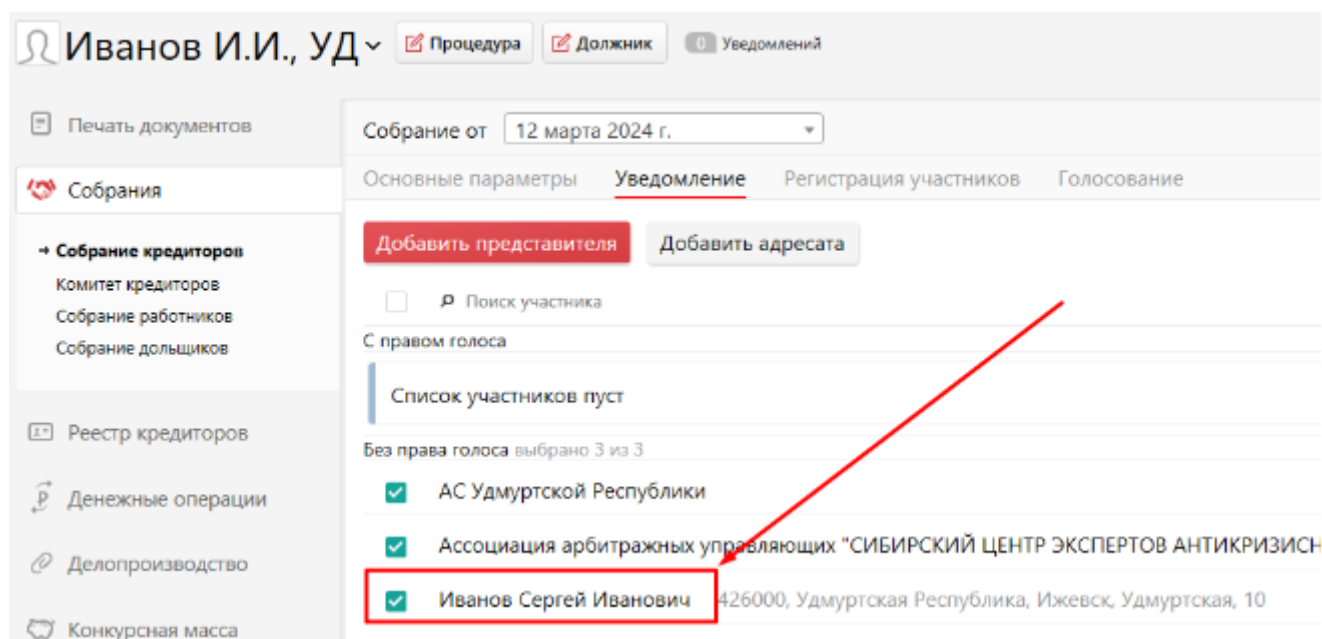 Иванов И.И., УД
Процедура
Должник
0 Уведомлений
Печать документов
Собрания
Собрание кредиторов
Комитет кредиторов
Собрание работников
Собрание дольщиков
Реестр кредиторов
Денежные операции
Делопроизводство
Конкурсная масса
Собрание от 12 марта 2024 г.
Основные параметры Уведомление Регистрация участников Голосование
Добавить представителя Добавить адресата
Поиск участника
С правом голоса
Список участников пуст
Без права голоса выбрано 3 из 3
АС Удмуртской Республики
Ассоциация арбитражных управляющих "СИБИРСКИЙ ЦЕНТР ЭКСПЕРТОВ АНТИКРИЗИСН
Иванов Сергей Иванович 426000, Удмуртская Республика, Ижевск, Удмуртская, 10